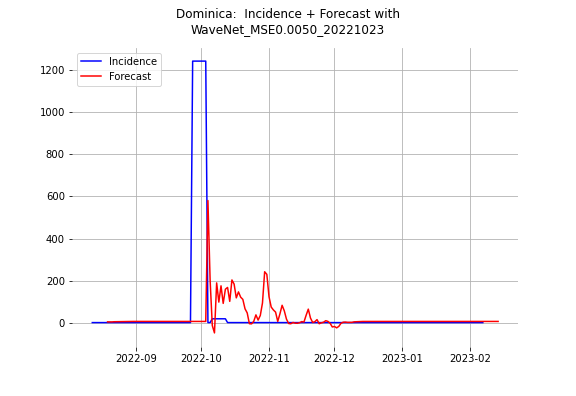 Dominica:  Incidence + Forecast with
WaveNet_MSE0.0050_20221023
Incidence
Forecast
1200
1000
800
600
400
200
0
2022-09 2022-10 2022-11 2022-12 2023-01 2023-02